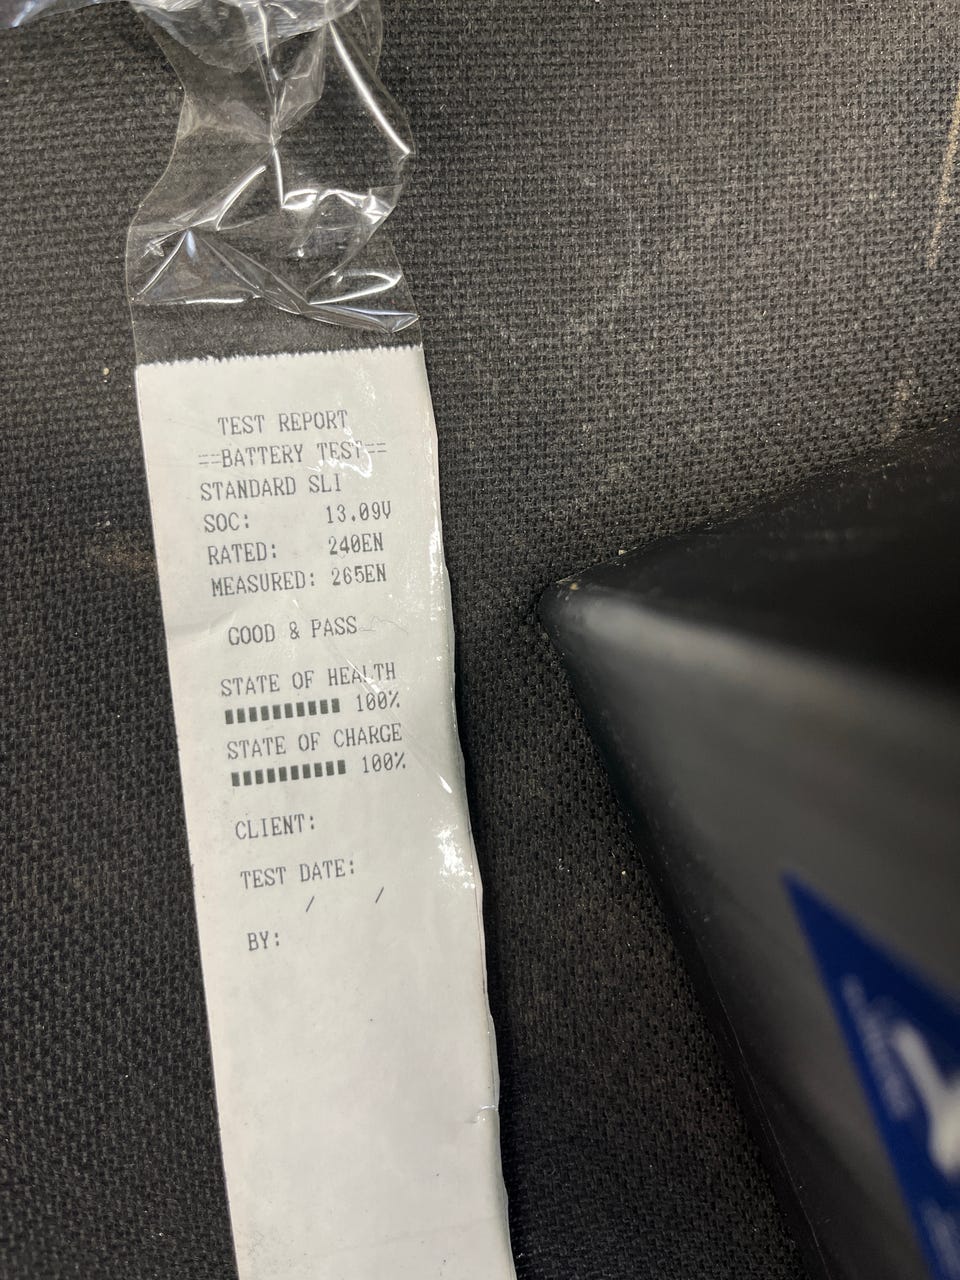 TEST REPORT
==BATTERY TEST==
STANDARD SLI
SOC: 13.09V
RATED: 240EN
MEASURED: 265EN
GOOD & PASS
STATE OF HEALTH
▮▮▮▮▮▮▮▮▮▮ 100%
STATE OF CHARGE
▮▮▮▮▮▮▮▮▮▮ 100%
CLIENT:
TEST DATE:
/ /
BY: